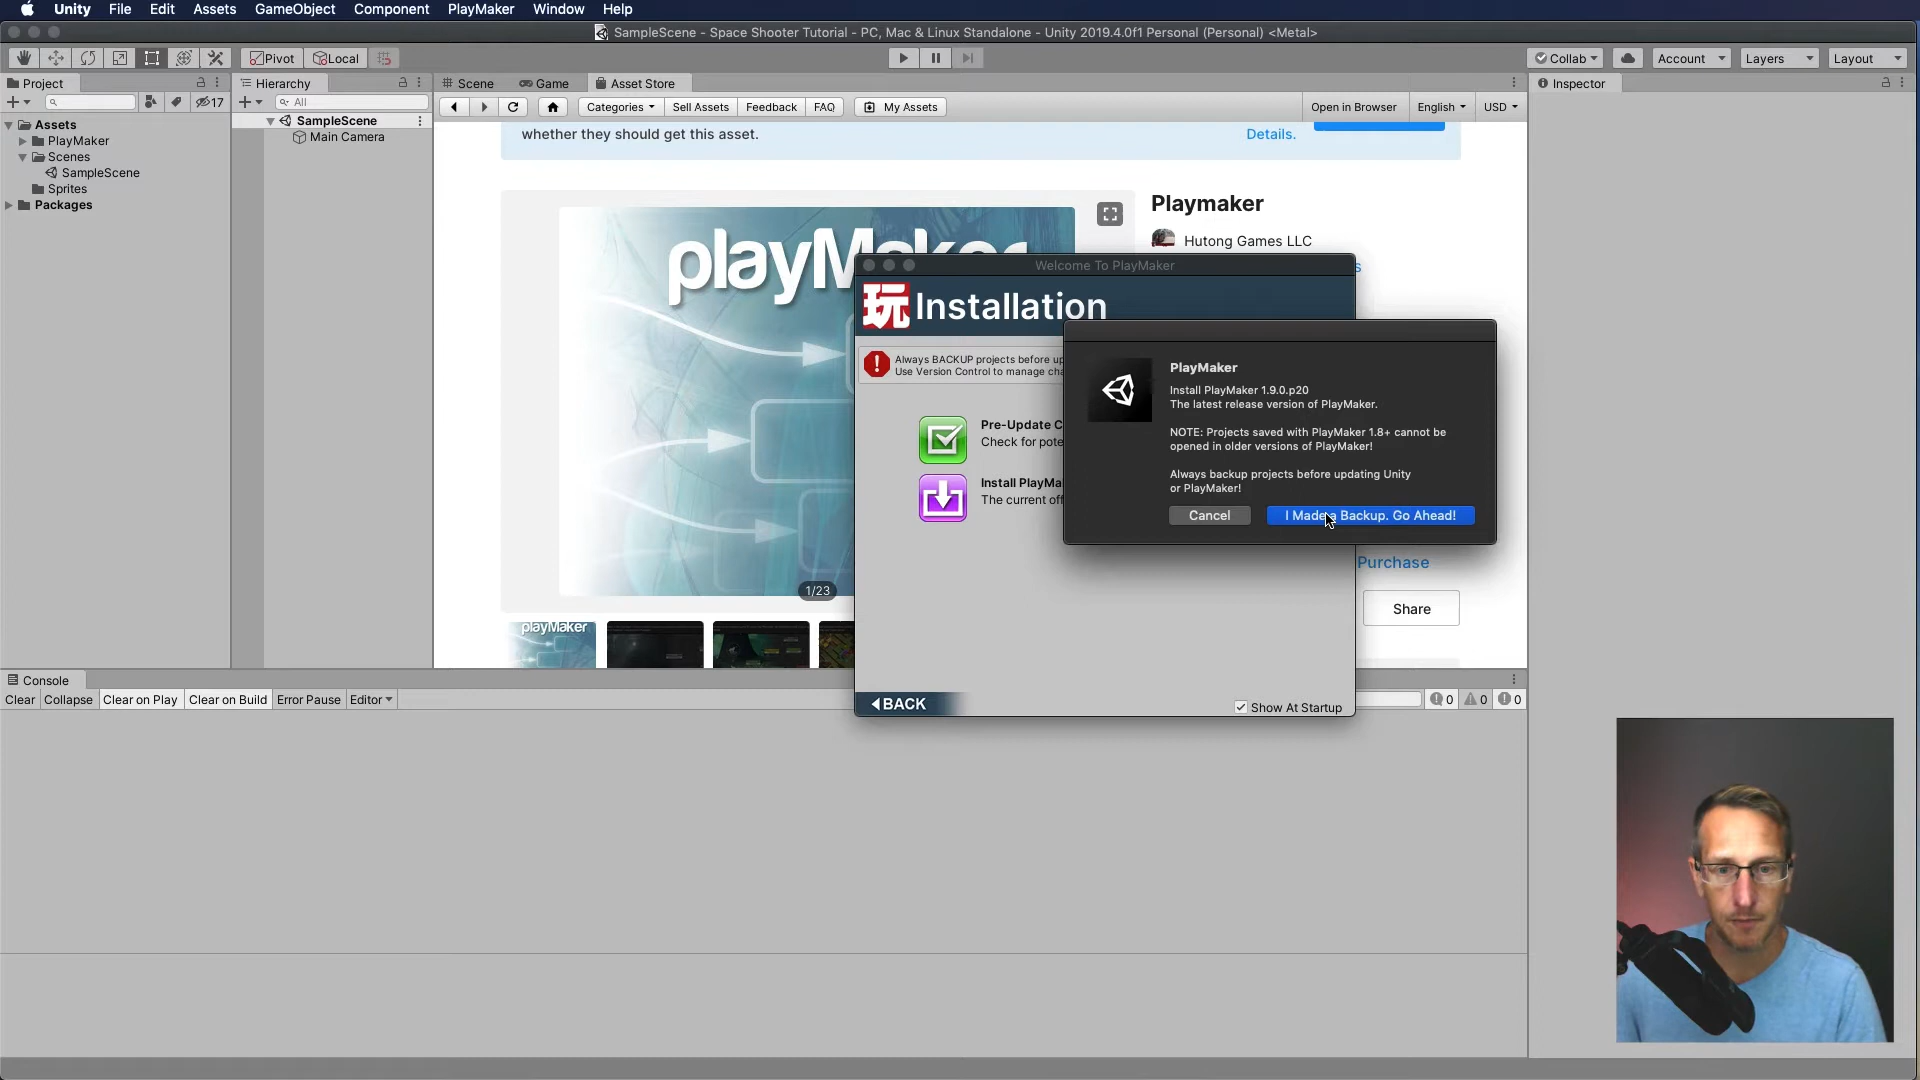 Unity File Edit Assets GameObject Component PlayMaker Window Help
SampleScene - Space Shooter Tutorial - PC, Mac & Linux Standalone - Unity 2019.4.0f1 Personal (Personal) <Metal>
Pivot Local Collab Account Layers Layout
Project Hierarchy Scene Game Asset Store Inspector
17 All Categories Sell Assets Feedback FAQ My Assets Open in Browser English USD
Assets
PlayMaker
Scenes
SampleScene
Sprites
Packages
SampleScene
Main Camera
whether they should get this asset. Details.
playMaker
Playmaker
Hutong Games LLC
s
1/23
playMaker
Purchase
Share
Welcome To PlayMaker
玩 Installation
Always BACKUP projects before up
Use Version Control to manage cha
Pre-Update C
Check for pote
Install PlayMa
The current off
BACK
Show At Startup
PlayMaker
Install PlayMaker 1.9.0.p20
The latest release version of PlayMaker.
NOTE: Projects saved with PlayMaker 1.8+ cannot be
opened in older versions of PlayMaker!
Always backup projects before updating Unity
or PlayMaker!
Cancel I Made a Backup. Go Ahead!
Console
Clear Collapse Clear on Play Clear on Build Error Pause Editor 0 0 0